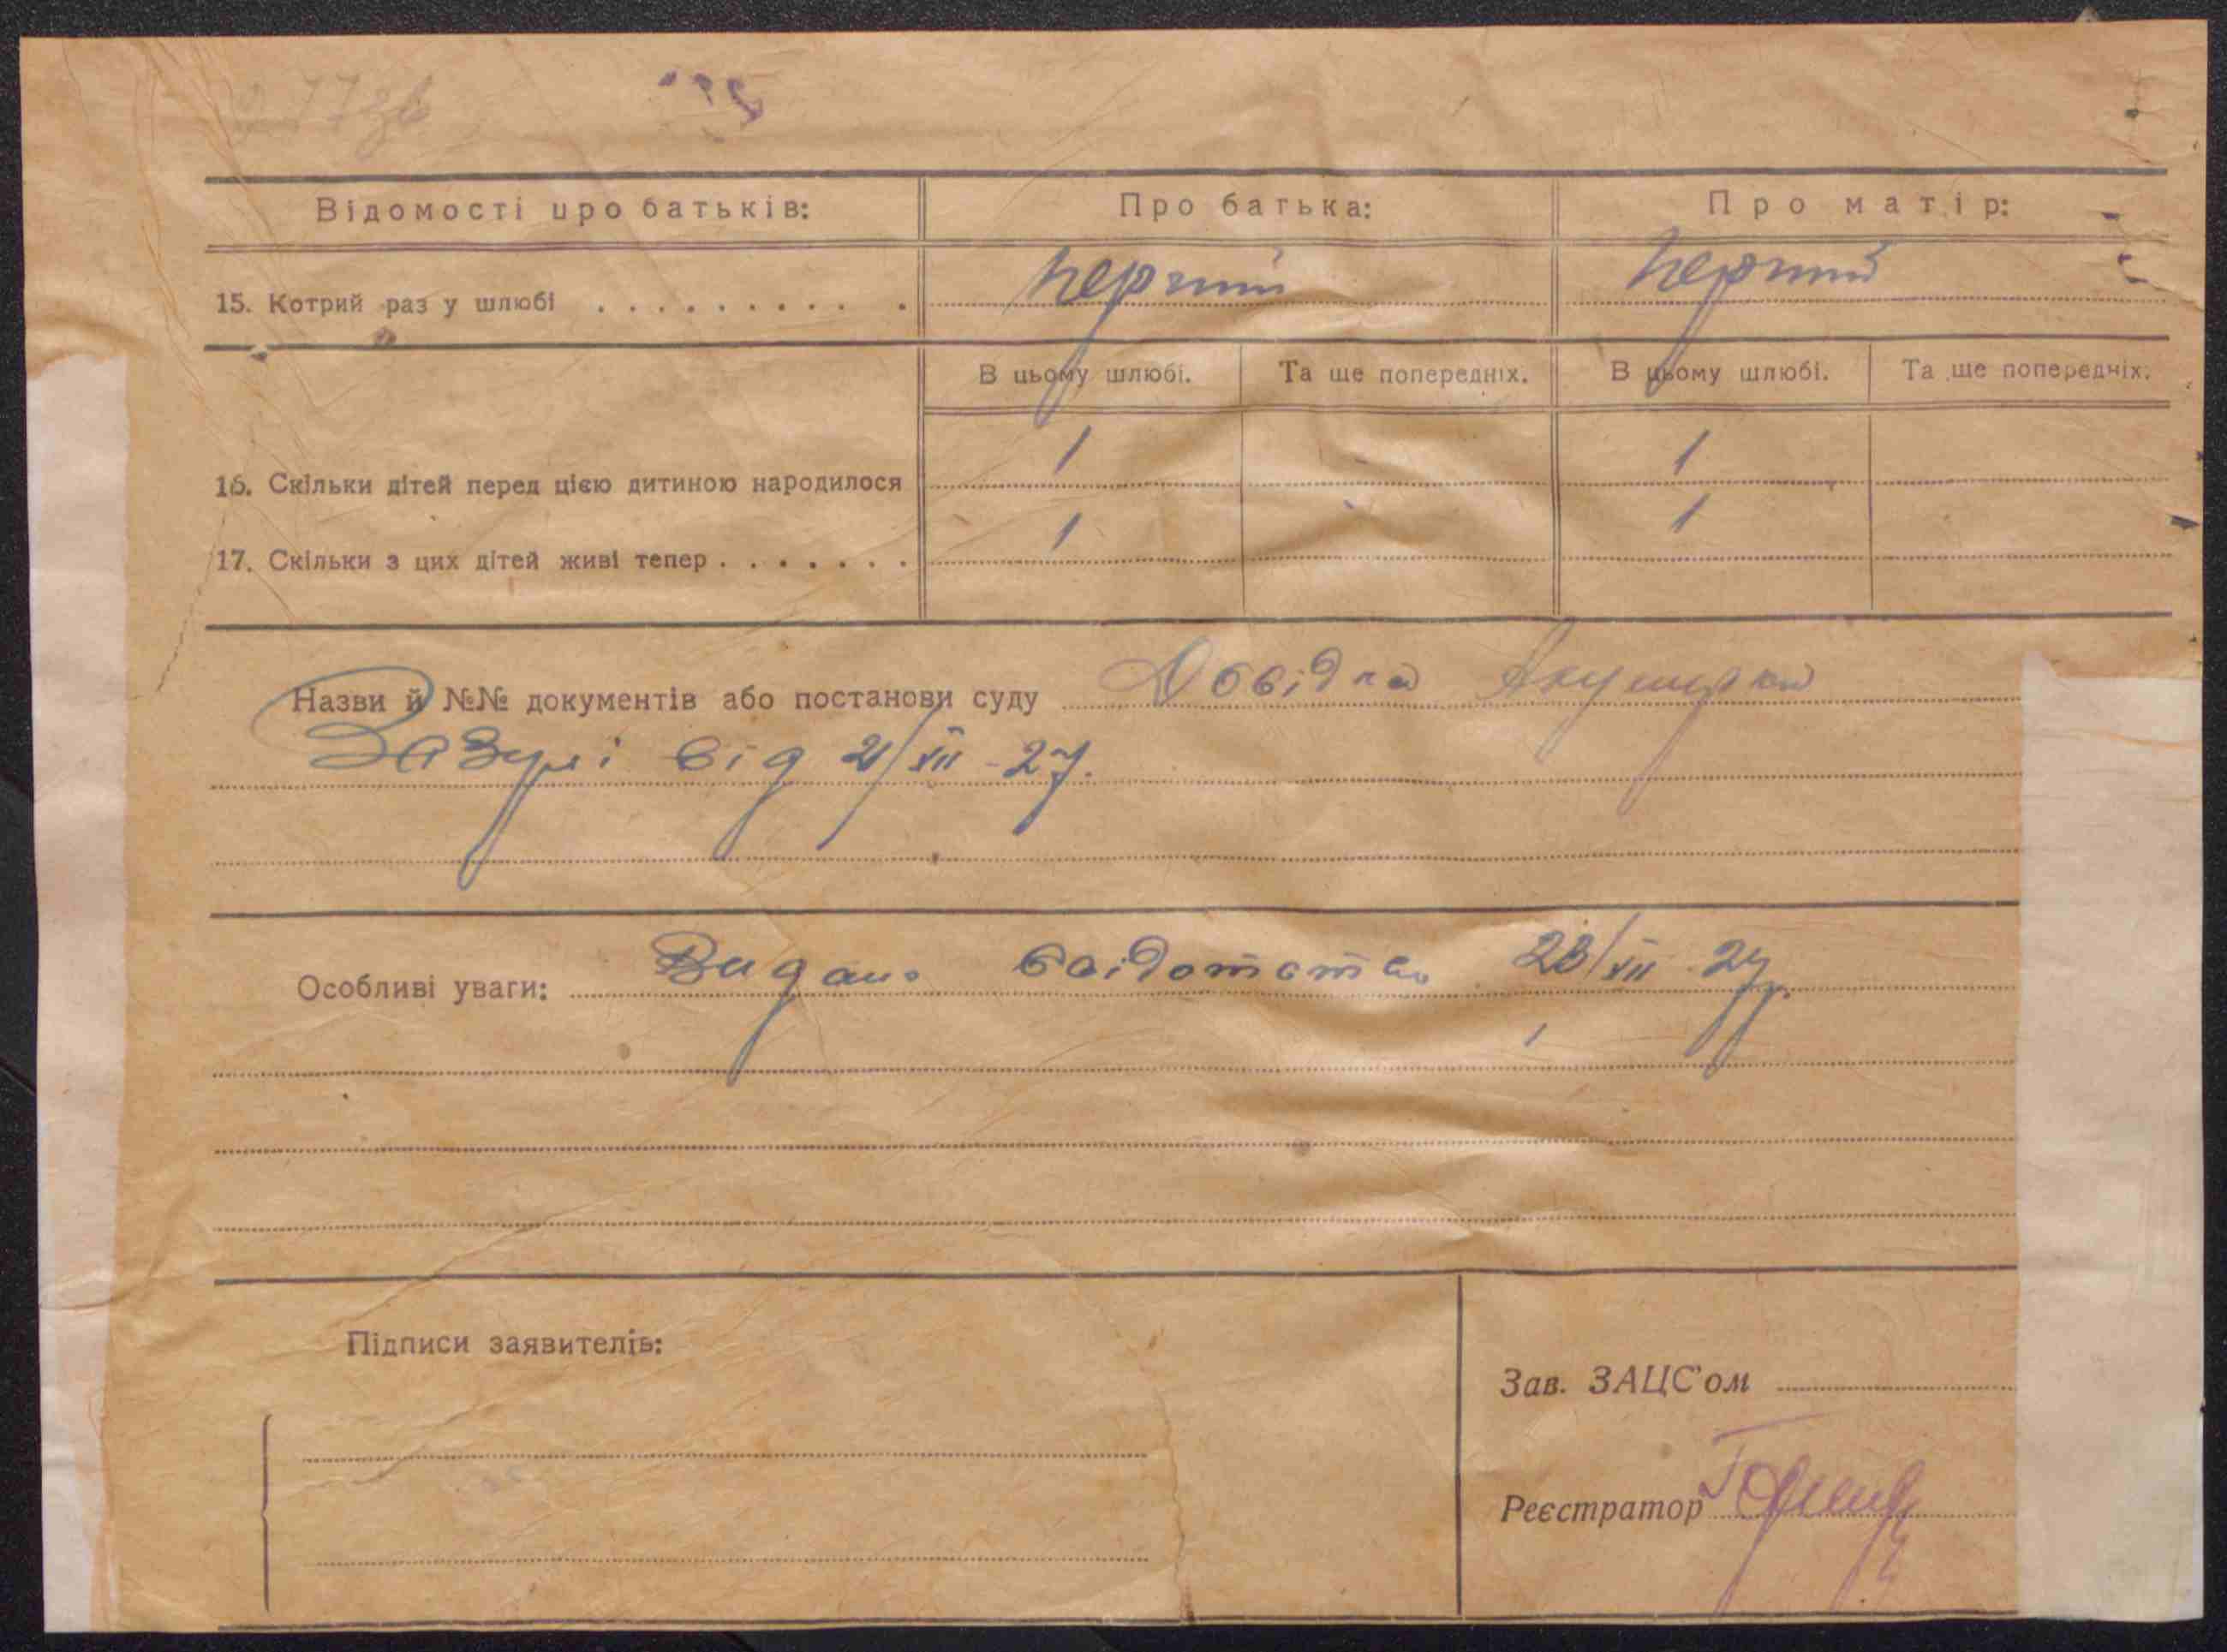 Відомості про батьків: Про батька: Про матір:
15. Котрий раз у шлюбі . . . . . . . . . . перший перший
В цьому шлюбі. Та ще попередніх. В цьому шлюбі. Та ще попередніх.
16. Скільки дітей перед цією дитиною народилося 1 1
17. Скільки з цих дітей живі тепер . . . . . . . 1 1
Назви й №№ документів або постанови суду Довідка Акушерки
від 21/XII-27.
Особливі уваги: Видано свідотство 23/XII 27р.
Підписи заявителів:
Зав. ЗАЦС'ом
Реєстратор